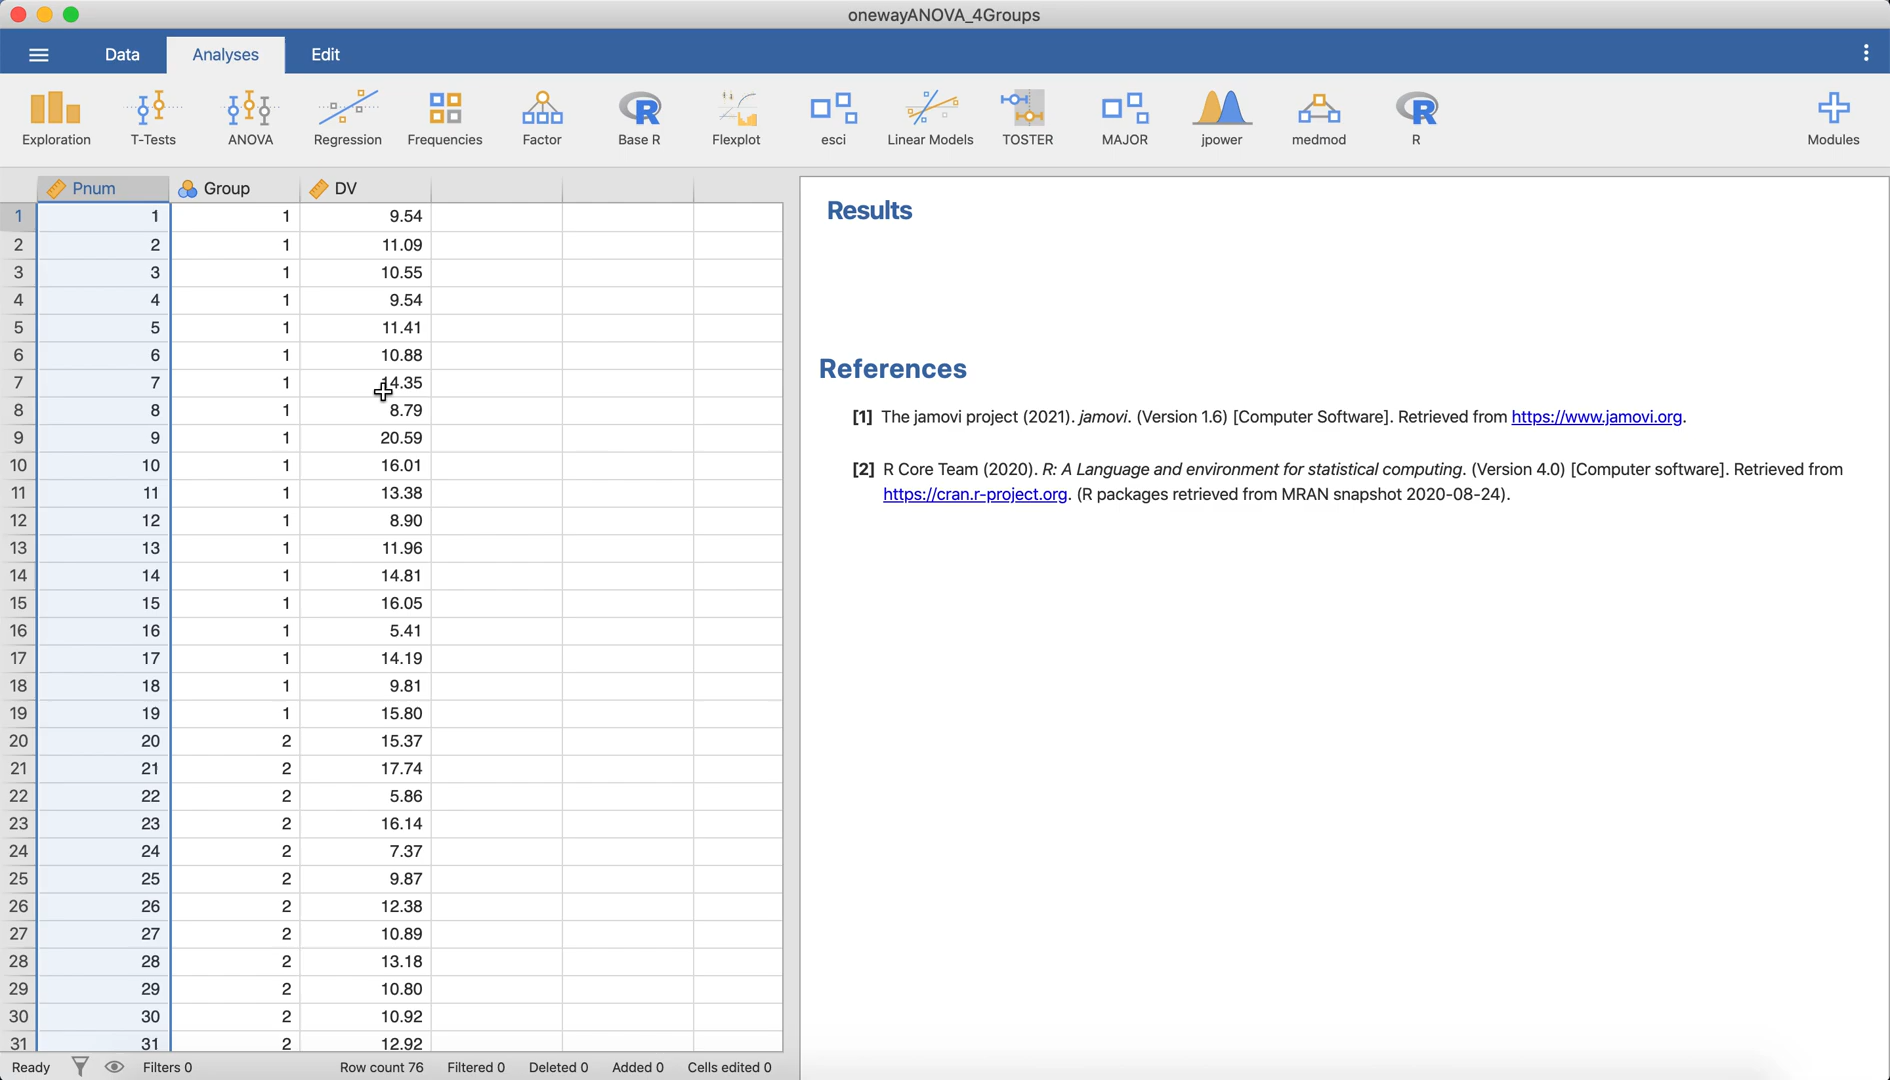 onewayANOVA_4Groups
Data Analyses Edit
Exploration T-Tests ANOVA Regression Frequencies Factor Base R Flexplot esci Linear Models TOSTER MAJOR jpower medmod R Modules
Pnum Group DV
1 1 1 9.54
2 2 1 11.09
3 3 1 10.55
4 4 1 9.54
5 5 1 11.41
6 6 1 10.88
7 7 1 14.35
8 8 1 8.79
9 9 1 20.59
10 10 1 16.01
11 11 1 13.38
12 12 1 8.90
13 13 1 11.96
14 14 1 14.81
15 15 1 16.05
16 16 1 5.41
17 17 1 14.19
18 18 1 9.81
19 19 1 15.80
20 20 2 15.37
21 21 2 17.74
22 22 2 5.86
23 23 2 16.14
24 24 2 7.37
25 25 2 9.87
26 26 2 12.38
27 27 2 10.89
28 28 2 13.18
29 29 2 10.80
30 30 2 10.92
31 31 2 12.92
Ready Filters 0 Row count 76 Filtered 0 Deleted 0 Added 0 Cells edited 0
Results
References
[1] The jamovi project (2021). jamovi. (Version 1.6) [Computer Software]. Retrieved from https://www.jamovi.org.
[2] R Core Team (2020). R: A Language and environment for statistical computing. (Version 4.0) [Computer software]. Retrieved from
https://cran.r-project.org. (R packages retrieved from MRAN snapshot 2020-08-24).